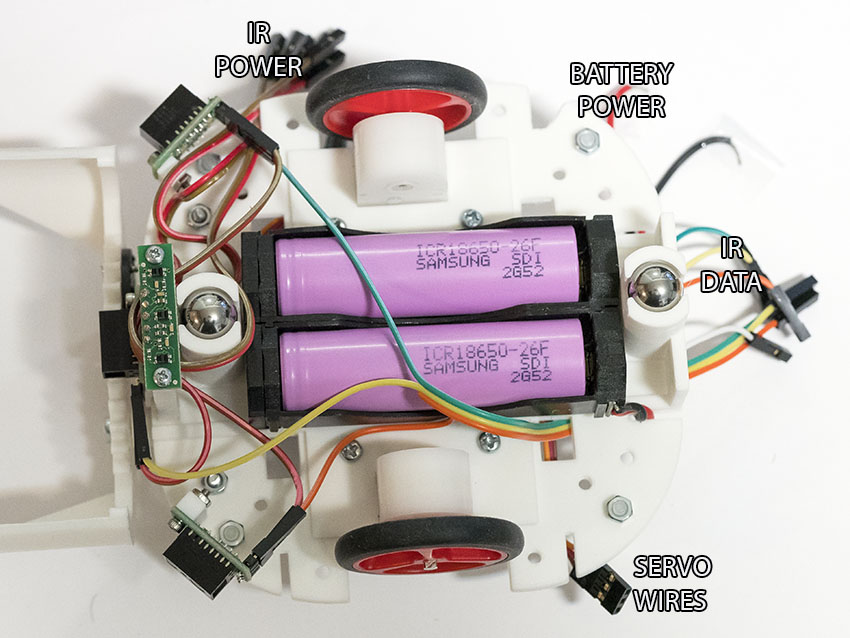 IR
POWER
BATTERY
POWER
ICR18650-26F
SAMSUNG SDI
2G52
IR
DATA
ICR18650-26F
SAMSUNG SDI
2G52
SERVO
WIRES